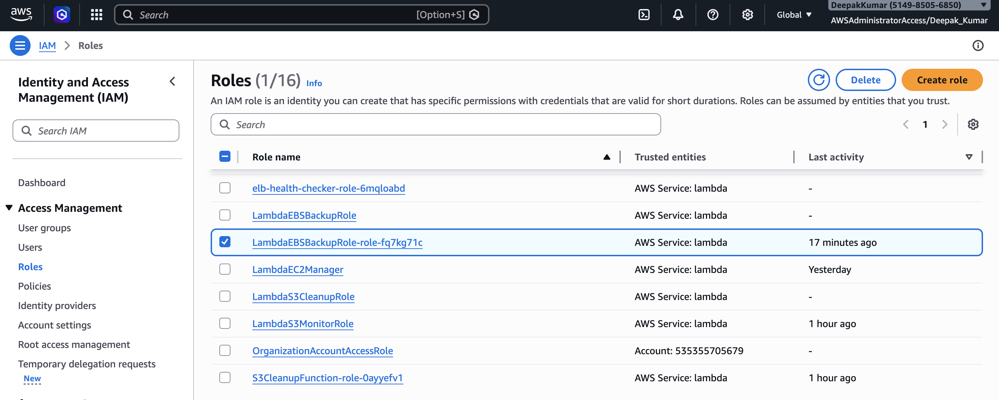 aws
Search
[Option+S]
Global
DeepakKumar (5149-8505-6850)
AWSAdministratorAccess/Deepak_Kumar
IAM
Roles
Identity and Access
Management (IAM)
Search IAM
Dashboard
Access Management
User groups
Users
Roles
Policies
Identity providers
Account settings
Root access management
Temporary delegation requests
New
Roles (1/16) Info
Delete
Create role
An IAM role is an identity you can create that has specific permissions with credentials that are valid for short durations. Roles can be assumed by entities that you trust.
Search
1
Role name Trusted entities Last activity
elb-health-checker-role-6mqloabd AWS Service: lambda -
LambdaEBSBackupRole AWS Service: lambda -
LambdaEBSBackupRole-role-fq7kg71c AWS Service: lambda 17 minutes ago
LambdaEC2Manager AWS Service: lambda Yesterday
LambdaS3CleanupRole AWS Service: lambda -
LambdaS3MonitorRole AWS Service: lambda 1 hour ago
OrganizationAccountAccessRole Account: 535355705679 -
S3CleanupFunction-role-0ayyefv1 AWS Service: lambda 1 hour ago